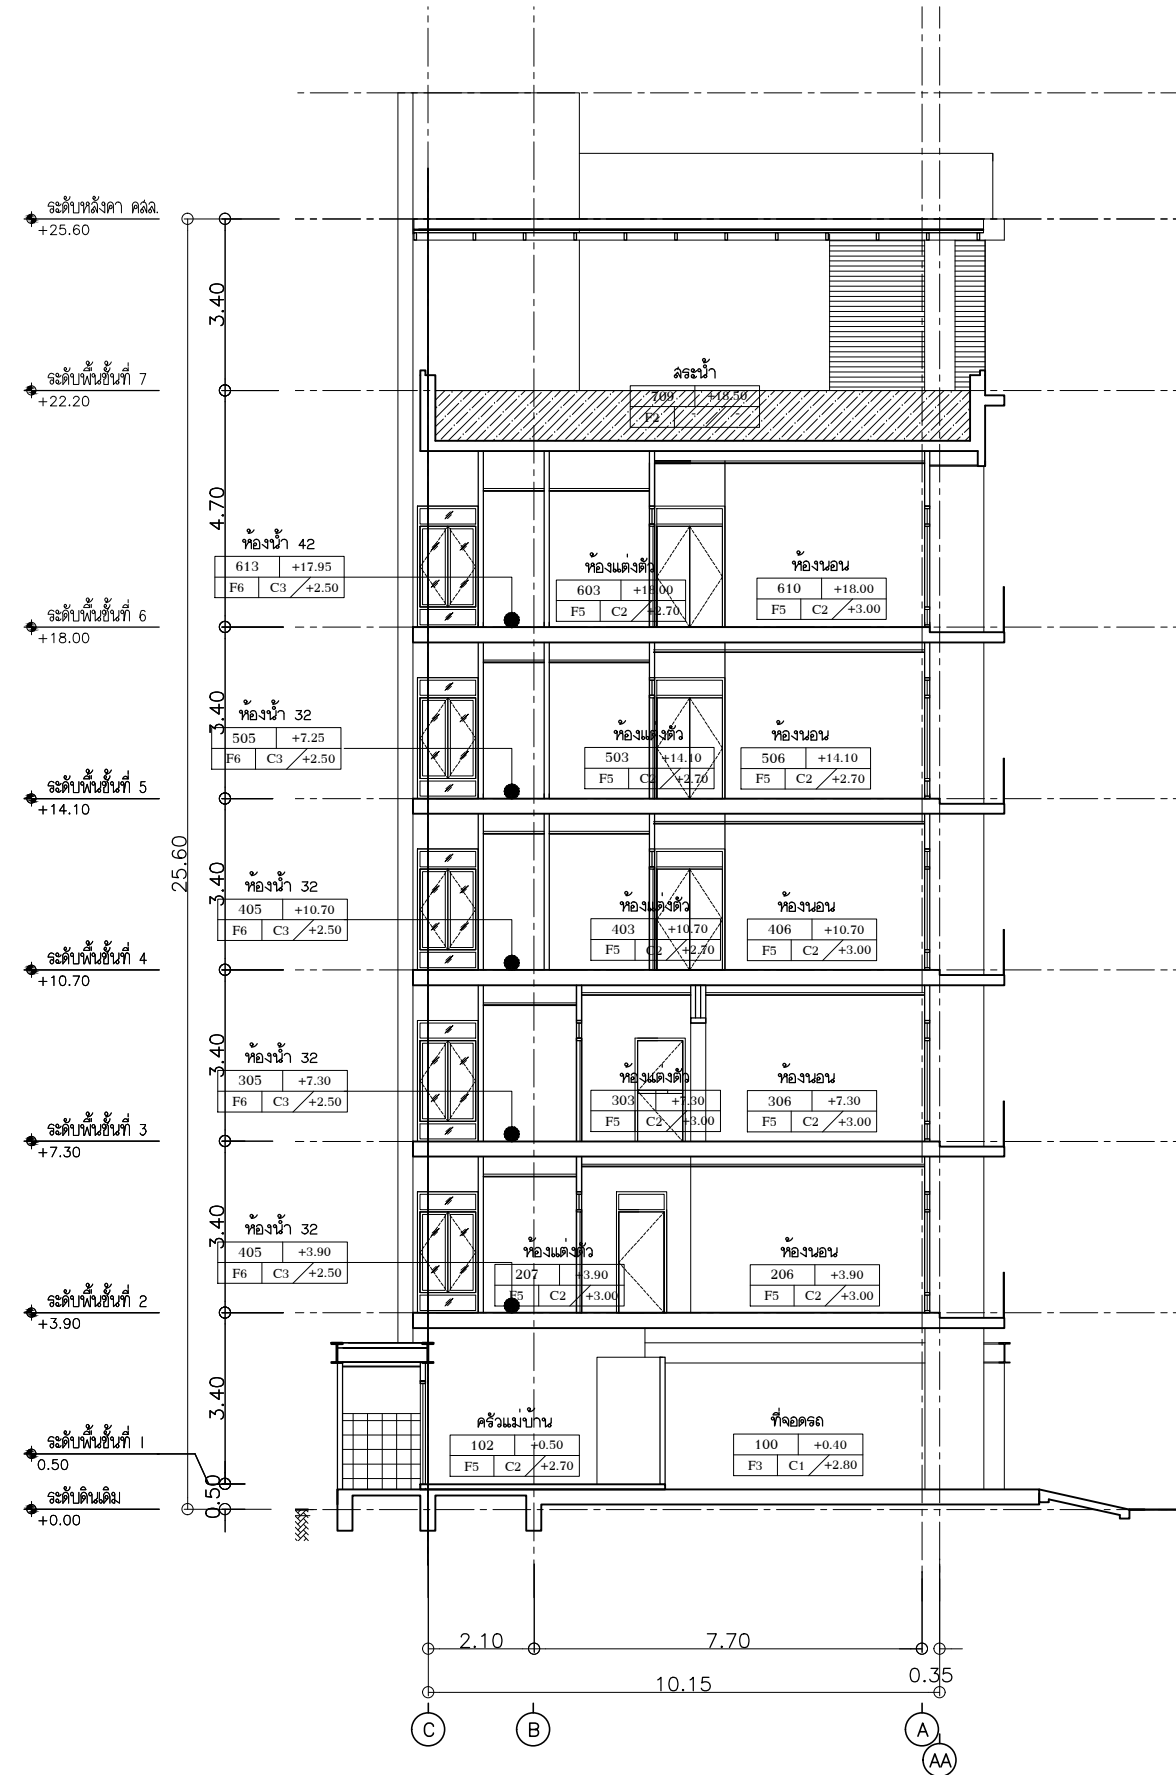 ระดับหลังคา คสล.
+25.60
3.40
ระดับพื้นชั้นที่ 7
+22.20
สระน้ำ
709 +18.50
F2 -
4.70
ห้องน้ำ 42
613 +17.95
F6 C3 +2.50
ห้องแต่งตัว
603 +18.00
F5 C2 +2.70
ห้องนอน
610 +18.00
F5 C2 +3.00
ระดับพื้นชั้นที่ 6
+18.00
3.40
ห้องน้ำ 32
505 +7.25
F6 C3 +2.50
ห้องแต่งตัว
503 +14.10
F5 C2 +2.70
ห้องนอน
506 +14.10
F5 C2 +2.70
ระดับพื้นชั้นที่ 5
+14.10
25.60
3.40
ห้องน้ำ 32
405 +10.70
F6 C3 +2.50
ห้องแต่งตัว
403 +10.70
F5 C2 +2.70
ห้องนอน
406 +10.70
F5 C2 +3.00
ระดับพื้นชั้นที่ 4
+10.70
3.40
ห้องน้ำ 32
305 +7.30
F6 C3 +2.50
ห้องแต่งตัว
303 +7.30
F5 C2 +3.00
ห้องนอน
306 +7.30
F5 C2 +3.00
ระดับพื้นชั้นที่ 3
+7.30
3.40
ห้องน้ำ 32
405 +3.90
F6 C3 +2.50
ห้องแต่งตัว
207 +3.90
F5 C2 +3.00
ห้องนอน
206 +3.90
F5 C2 +3.00
ระดับพื้นชั้นที่ 2
+3.90
3.40
ครัวแม่บ้าน
102 +0.50
F5 C2 +2.70
ที่จอดรถ
100 +0.40
F3 C1 +2.80
ระดับพื้นชั้นที่ 1
0.50
0.50
ระดับดินเดิม
+0.00
2.10 7.70
0.35
10.15
C B A
AA